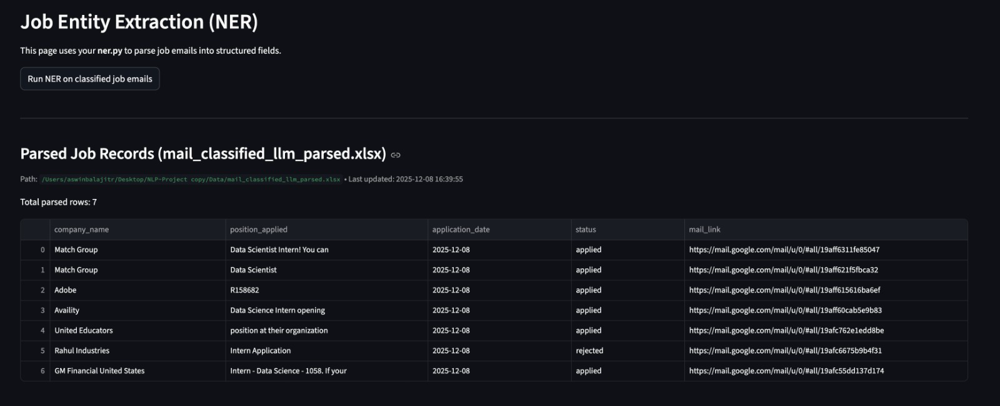 Job Entity Extraction (NER)
This page uses your ner.py to parse job emails into structured fields.
Run NER on classified job emails
Parsed Job Records (mail_classified_llm_parsed.xlsx)
Path: /Users/aswinbalajitr/Desktop/NLP-Project copy/Data/mail_classified_llm_parsed.xlsx • Last updated: 2025-12-08 16:39:55
Total parsed rows: 7
company_name position_applied application_date status mail_link
0 Match Group Data Scientist Intern! You can 2025-12-08 applied https://mail.google.com/mail/u/0/#all/19aff6311fe85047
1 Match Group Data Scientist 2025-12-08 applied https://mail.google.com/mail/u/0/#all/19aff621f5fbca32
2 Adobe R158682 2025-12-08 applied https://mail.google.com/mail/u/0/#all/19aff615616ba6ef
3 Availity Data Science Intern opening 2025-12-08 applied https://mail.google.com/mail/u/0/#all/19aff60cab5e9b83
4 United Educators position at their organization 2025-12-08 applied https://mail.google.com/mail/u/0/#all/19afc762e1edd8be
5 Rahul Industries Intern Application 2025-12-08 rejected https://mail.google.com/mail/u/0/#all/19afc6675b9b4f31
6 GM Financial United States Intern - Data Science - 1058. If your 2025-12-08 applied https://mail.google.com/mail/u/0/#all/19afc55dd137d174